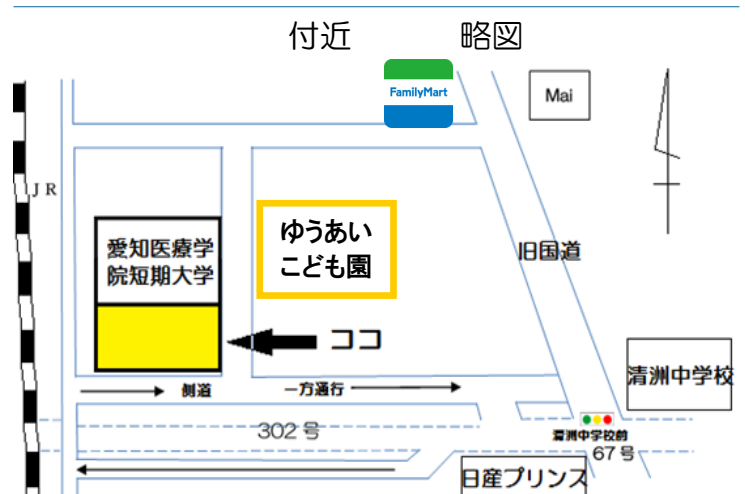 付近 略図
FamilyMart
Mai
JR
愛知医療学
院短期大学
ゆうあい
こども園
旧国道
ココ
清洲中学校
側道
一方通行
302号
清洲中学校前
67号
日産プリンス